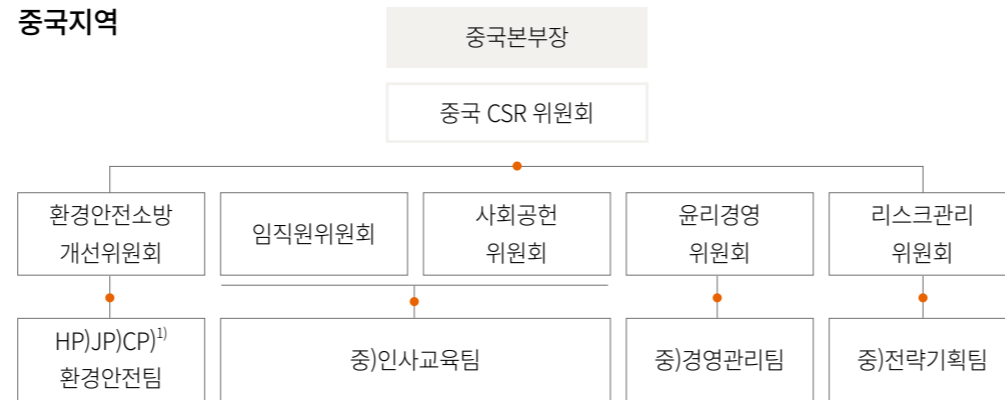 중국지역
중국본부장
중국 CSR 위원회
환경안전소방
개선위원회
임직원위원회
사회공헌
위원회
윤리경영
위원회
리스크관리
위원회
HP)JP)CP)1)
환경안전팀
중)인사교육팀
중)경영관리팀
중)전략기획팀